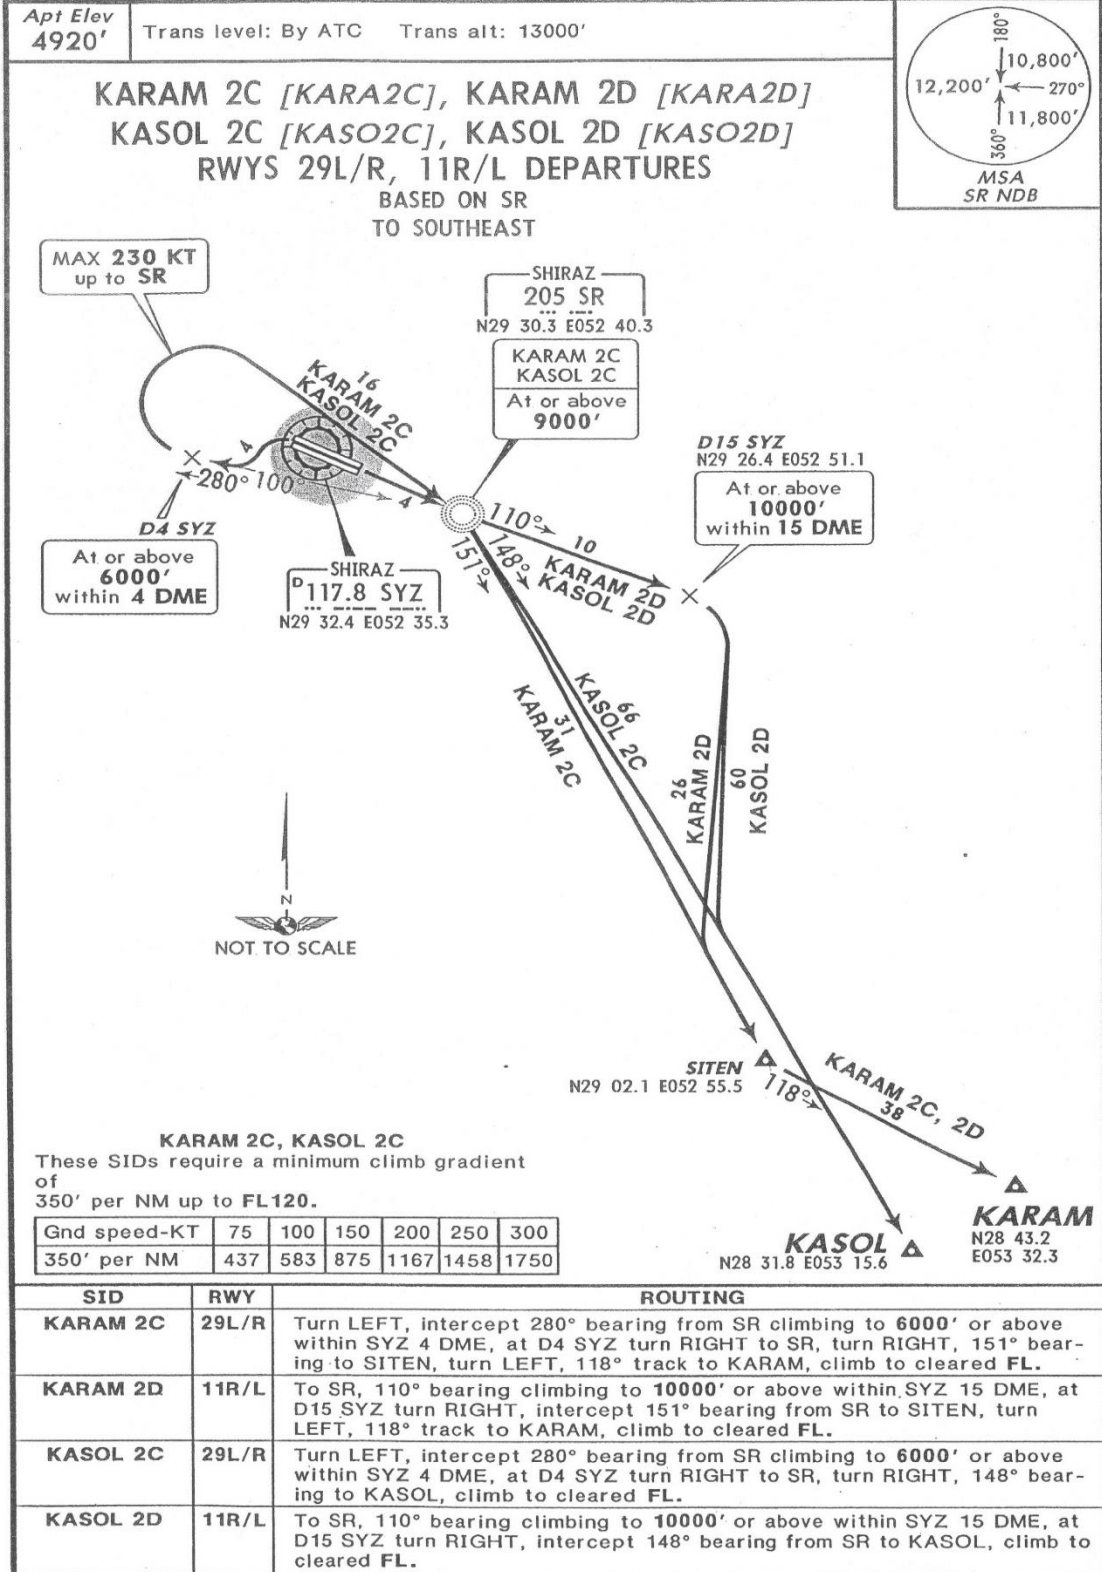 Apt Elev
4920'
Trans level: By ATC Trans alt: 13000'
180°
10,800'
12,200'
270°
11,800'
360°
MSA
SR NDB
KARAM 2C [KARA2C], KARAM 2D [KARA2D]
KASOL 2C [KASO2C], KASOL 2D [KASO2D]
RWYS 29L/R, 11R/L DEPARTURES
BASED ON SR
TO SOUTHEAST
MAX 230 KT
up to SR
SHIRAZ
205 SR
N29 30.3 E052 40.3
KARAM 2C
KASOL 2C
At or above
9000'
16
KARAM 2C
KASOL 2C
D15 SYZ
N29 26.4 E052 51.1
At or above
10000'
within 15 DME
4
280°
100°
4
D4 SYZ
At or above
6000'
within 4 DME
SHIRAZ
D 117.8 SYZ
N29 32.4 E052 35.3
110°
10
KARAM 2D
KASOL 2D
148°
151°
31
KARAM 2C
66
KASOL 2C
26
KARAM 2D
60
KASOL 2D
N
NOT TO SCALE
SITEN
N29 02.1 E052 55.5
118°
KARAM 2C, 2D
38
KARAM
N28 43.2
E053 32.3
KASOL
N28 31.8 E053 15.6
KARAM 2C, KASOL 2C
These SIDs require a minimum climb gradient
of
350' per NM up to FL120.
Gnd speed-KT 75 100 150 200 250 300
350' per NM 437 583 875 1167 1458 1750
SID RWY ROUTING
KARAM 2C 29L/R Turn LEFT, intercept 280° bearing from SR climbing to 6000' or above
within SYZ 4 DME, at D4 SYZ turn RIGHT to SR, turn RIGHT, 151° bear-
ing to SITEN, turn LEFT, 118° track to KARAM, climb to cleared FL.
KARAM 2D 11R/L To SR, 110° bearing climbing to 10000' or above within SYZ 15 DME, at
D15 SYZ turn RIGHT, intercept 151° bearing from SR to SITEN, turn
LEFT, 118° track to KARAM, climb to cleared FL.
KASOL 2C 29L/R Turn LEFT, intercept 280° bearing from SR climbing to 6000' or above
within SYZ 4 DME, at D4 SYZ turn RIGHT to SR, turn RIGHT, 148° bear-
ing to KASOL, climb to cleared FL.
KASOL 2D 11R/L To SR, 110° bearing climbing to 10000' or above within SYZ 15 DME, at
D15 SYZ turn RIGHT, intercept 148° bearing from SR to KASOL, climb to
cleared FL.